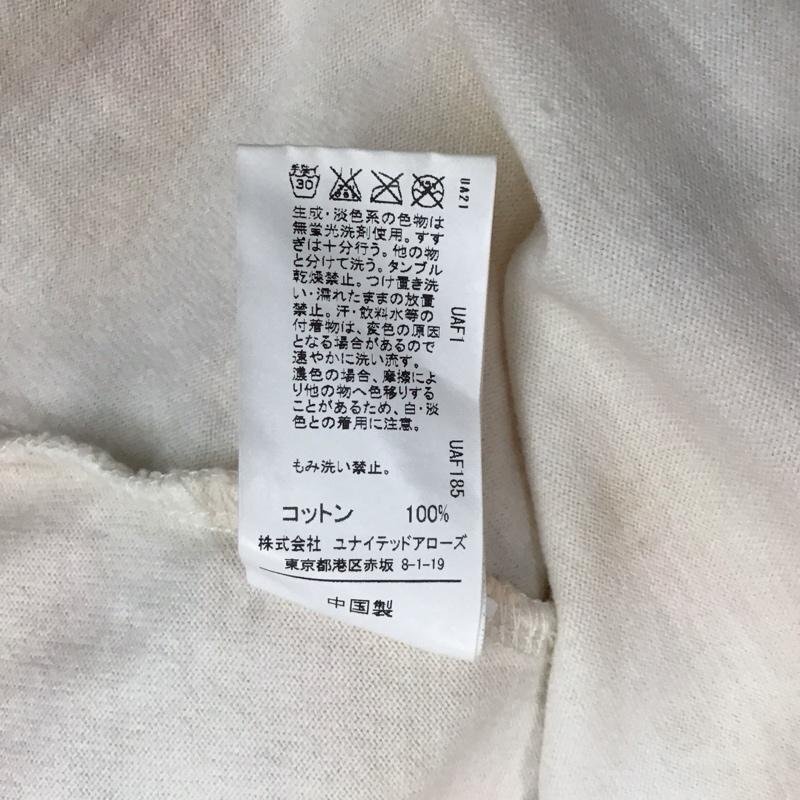 手洗イ
30
UA21
生成・淡色系の色物は
無蛍光洗剤使用。すす
ぎは十分行う。他の物
と分けて洗う。タンブル
乾燥禁止。つけ置き洗
い・濡れたままの放置
禁止。汗・飲料水等の
付着物は、変色の原因
となる場合があるので
速やかに洗い流す。
濃色の場合、摩擦によ
り他の物へ色移りする
ことがあるため、白・淡
色との着用に注意。
UAF1
UAF185
もみ洗い禁止。
コットン 100%
株式会社 ユナイテッドアローズ
東京都港区赤坂 8-1-19
中国製